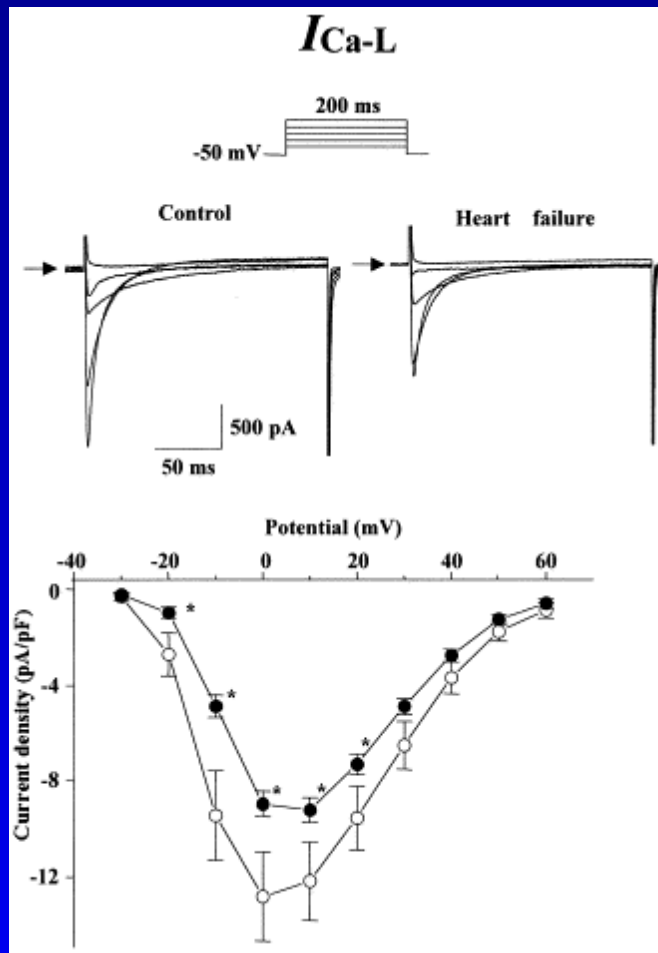 ICa-L
200 ms
-50 mV
Control
Heart failure
500 pA
50 ms
Potential (mV)
-40 -20 0 20 40 60
0
-4
-8
-12
Current density (pA/pF)
*
*
*
*
*